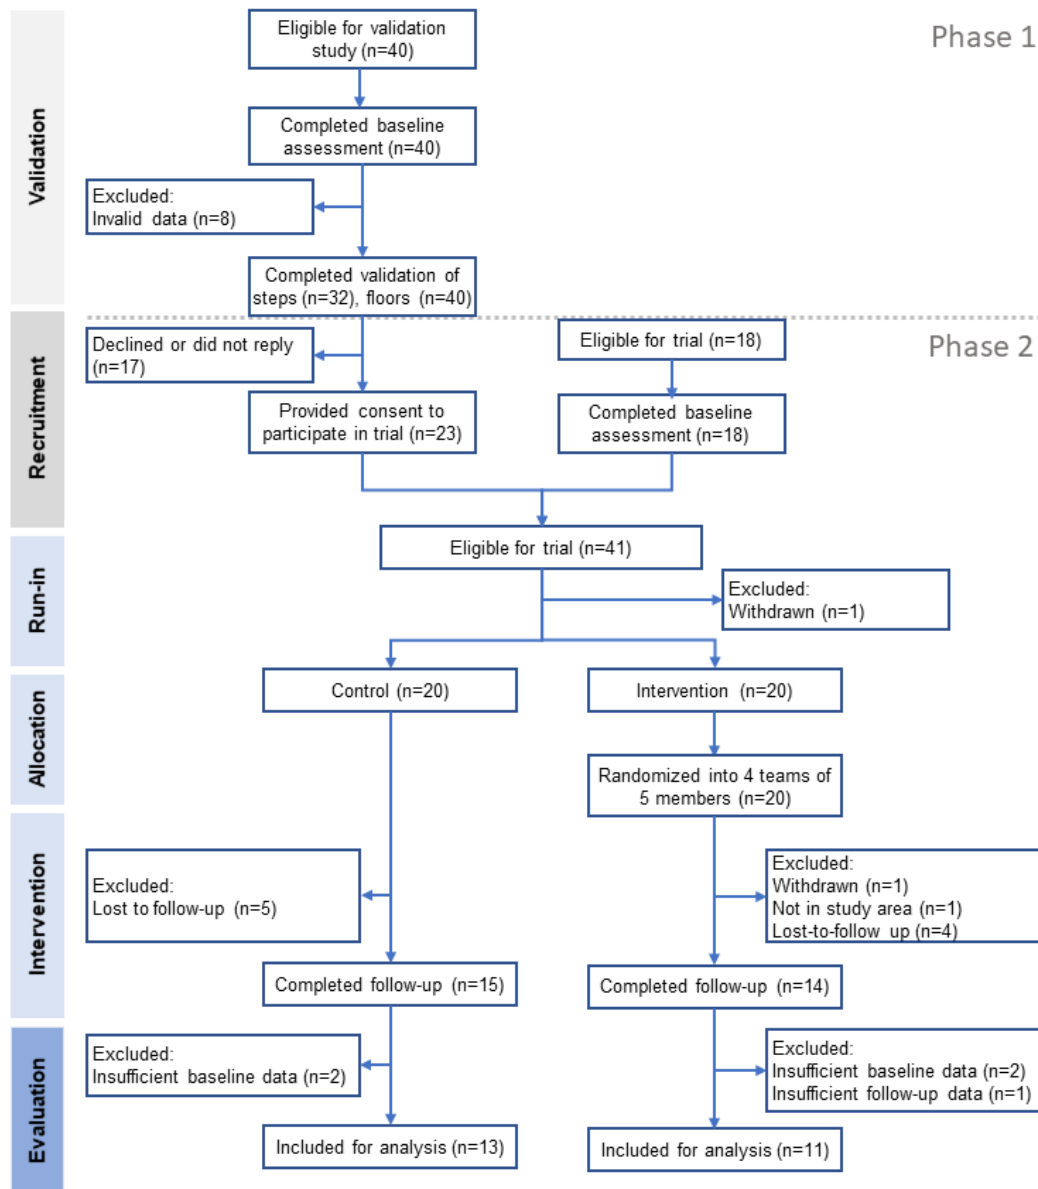 Phase 1
Validation
Eligible for validation
study (n=40)
Completed baseline
assessment (n=40)
Excluded:
Invalid data (n=8)
Completed validation of
steps (n=32), floors (n=40)
Phase 2
Recruitment
Declined or did not reply
(n=17)
Eligible for trial (n=18)
Provided consent to
participate in trial (n=23)
Completed baseline
assessment (n=18)
Run-in
Eligible for trial (n=41)
Excluded:
Withdrawn (n=1)
Allocation
Control (n=20)
Intervention (n=20)
Randomized into 4 teams of
5 members (n=20)
Intervention
Excluded:
Lost to follow-up (n=5)
Excluded:
Withdrawn (n=1)
Not in study area (n=1)
Lost-to-follow up (n=4)
Completed follow-up (n=15)
Completed follow-up (n=14)
Evaluation
Excluded:
Insufficient baseline data (n=2)
Excluded:
Insufficient baseline data (n=2)
Insufficient follow-up data (n=1)
Included for analysis (n=13)
Included for analysis (n=11)